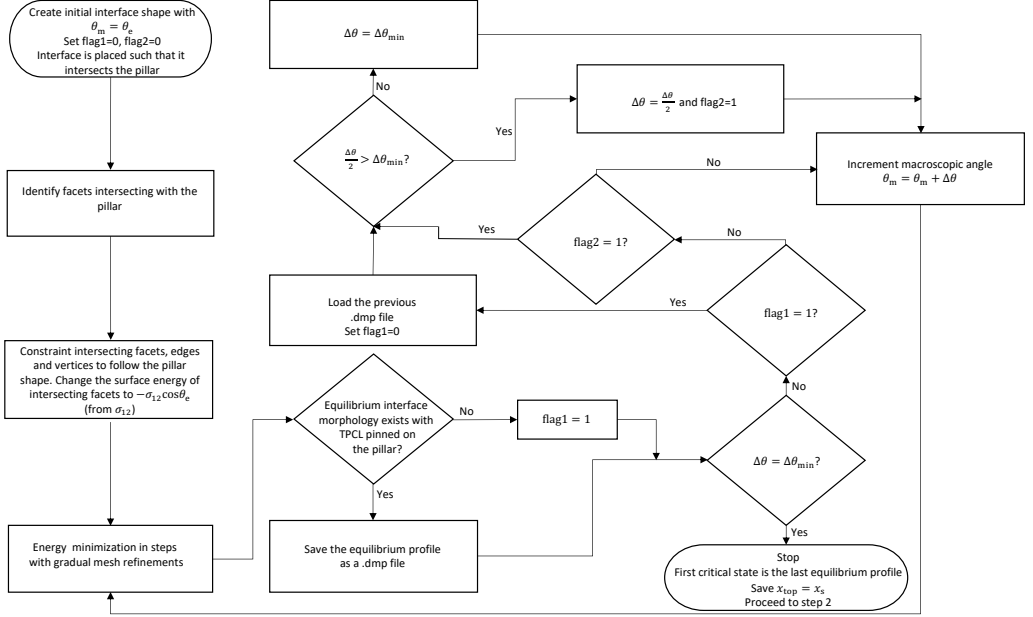 Create initial interface shape with
θm = θe
Set flag1=0, flag2=0
Interface is placed such that it
intersects the pillar
Identify facets intersecting with the
pillar
Constraint intersecting facets, edges
and vertices to follow the pillar
shape. Change the surface energy of
intersecting facets to −σ12cosθe
(from σ12)
Energy minimization in steps
with gradual mesh refinements
Δθ = Δθmin
No
Δθ/2 > Δθmin?
Yes
Δθ = Δθ/2 and flag2=1
Increment macroscopic angle
θm = θm + Δθ
No
flag2 = 1?
Yes
No
flag1 = 1?
Yes
Load the previous
.dmp file
Set flag1=0
Equilibrium interface
morphology exists with
TPCL pinned on
the pillar?
No
flag1 = 1
Yes
Save the equilibrium profile
as a .dmp file
No
Δθ = Δθmin?
Yes
Stop
First critical state is the last equilibrium profile
Save xtop = xs
Proceed to step 2